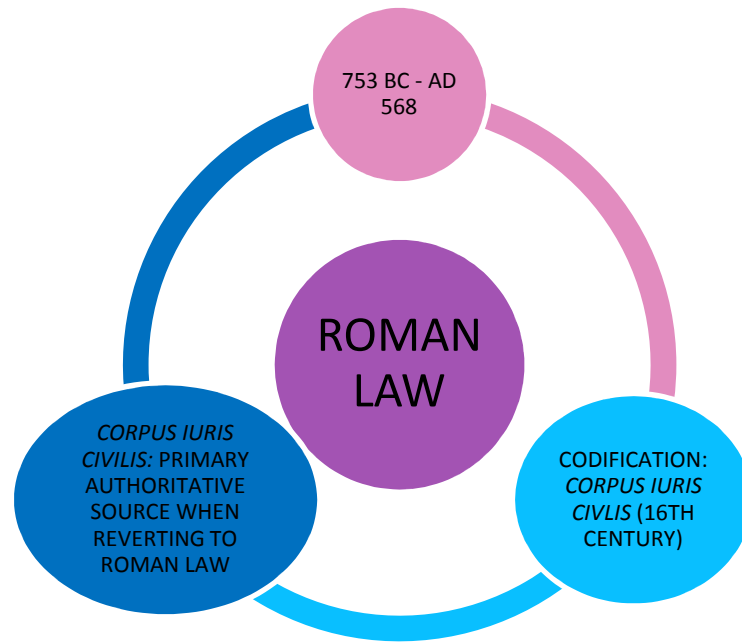 753 BC - AD
568
ROMAN
LAW
CORPUS IURIS
CIVILIS: PRIMARY
AUTHORITATIVE
SOURCE WHEN
REVERTING TO
ROMAN LAW
CODIFICATION:
CORPUS IURIS
CIVLIS (16TH
CENTURY)